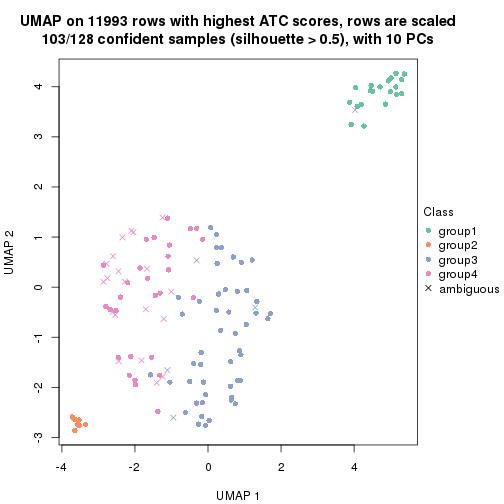 UMAP on 11993 rows with highest ATC scores, rows are scaled
103/128 confident samples (silhouette > 0.5), with 10 PCs
4
3
2
1
0
-1
-2
-3
UMAP 2
-4
-2
0
2
4
UMAP 1
Class
group1
group2
group3
group4
ambiguous